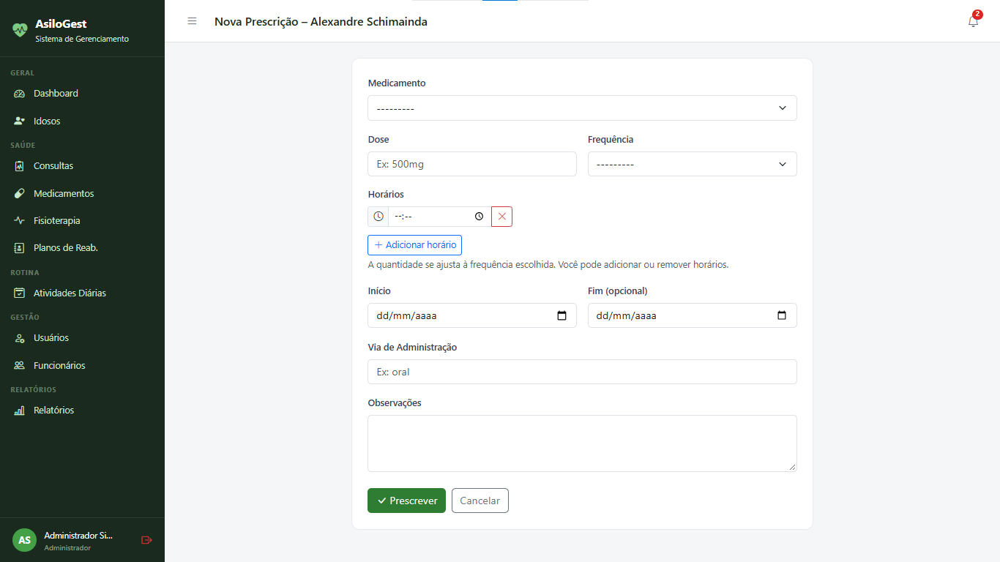 AsiloGest
Sistema de Gerenciamento
GERAL
Dashboard
Idosos
SAÚDE
Consultas
Medicamentos
Fisioterapia
Planos de Reab.
ROTINA
Atividades Diárias
GESTÃO
Usuários
Funcionários
RELATÓRIOS
Relatórios
AS
Administrador Si...
Administrador
Nova Prescrição – Alexandre Schimainda
2
Medicamento
---------
Dose
Frequência
Ex: 500mg
---------
Horários
--:--
Adicionar horário
A quantidade se ajusta à frequência escolhida. Você pode adicionar ou remover horários.
Início
Fim (opcional)
dd/mm/aaaa
dd/mm/aaaa
Via de Administração
Ex: oral
Observações
Prescrever
Cancelar